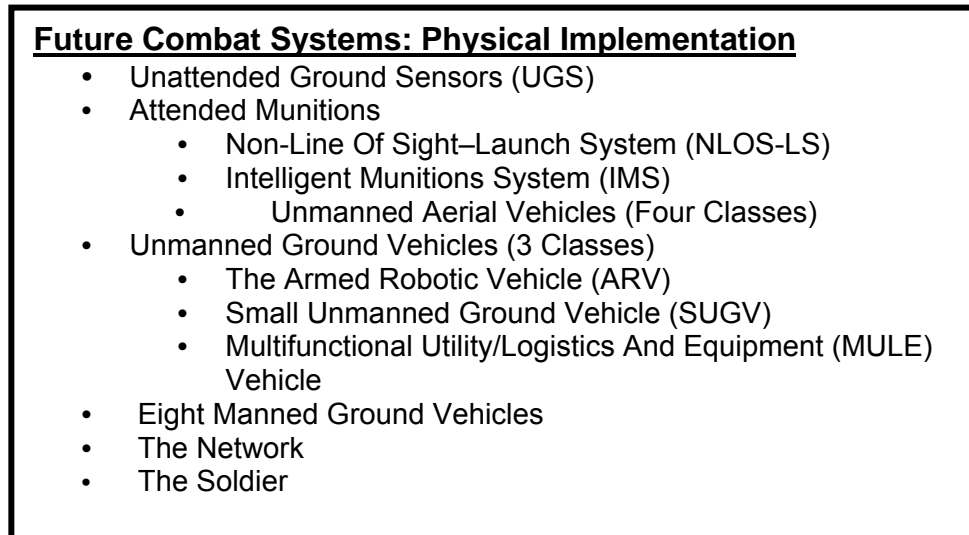 Future Combat Systems: Physical Implementation
• Unattended Ground Sensors (UGS)
• Attended Munitions
• Non-Line Of Sight–Launch System (NLOS-LS)
• Intelligent Munitions System (IMS)
• Unmanned Aerial Vehicles (Four Classes)
• Unmanned Ground Vehicles (3 Classes)
• The Armed Robotic Vehicle (ARV)
• Small Unmanned Ground Vehicle (SUGV)
• Multifunctional Utility/Logistics And Equipment (MULE)
Vehicle
• Eight Manned Ground Vehicles
• The Network
• The Soldier